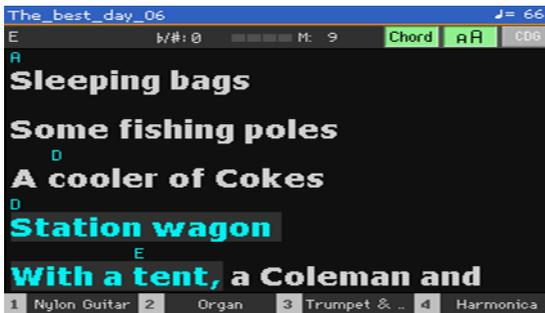 The_best_day_06 ♩= 66
E ♭/#: 0 M: 9 Chord AA CDG
A
Sleeping bags
Some fishing poles
D
A cooler of Cokes
D
Station wagon
E
With a tent, a Coleman and
1 Nylon Guitar 2 Organ 3 Trumpet & .. 4 Harmonica